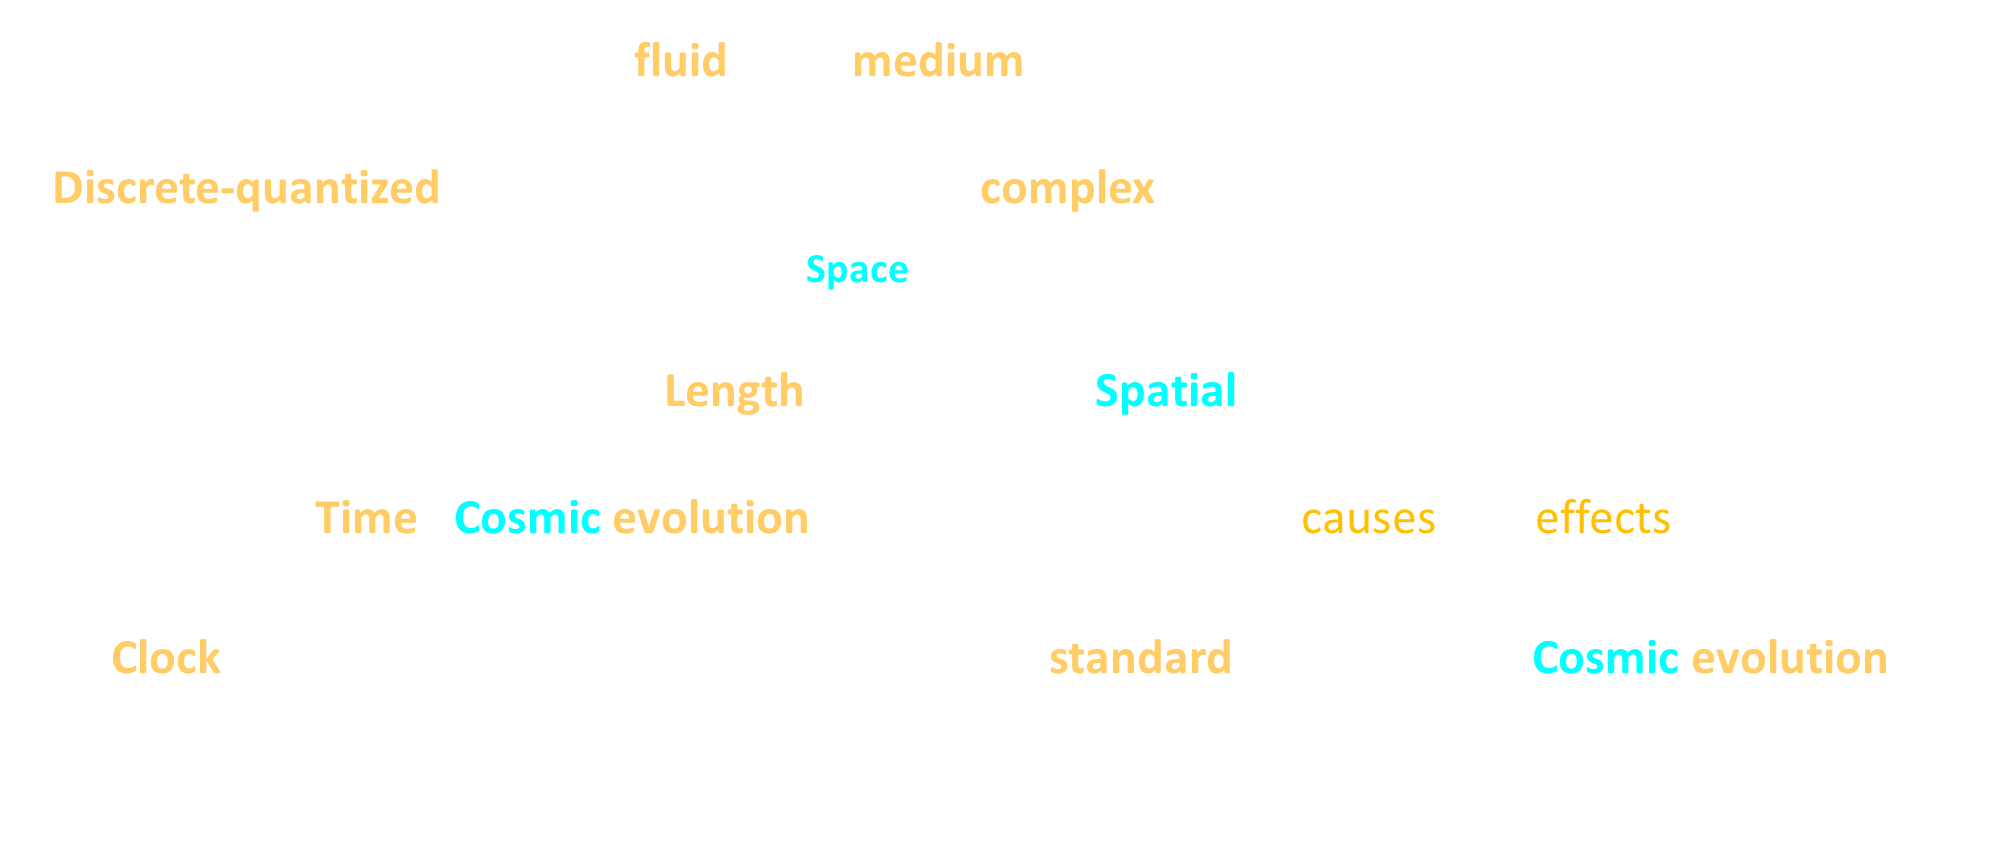 fluid medium
Discrete-quantized complex
Space
Length Spatial
Time Cosmic evolution causes effects
Clock standard Cosmic evolution